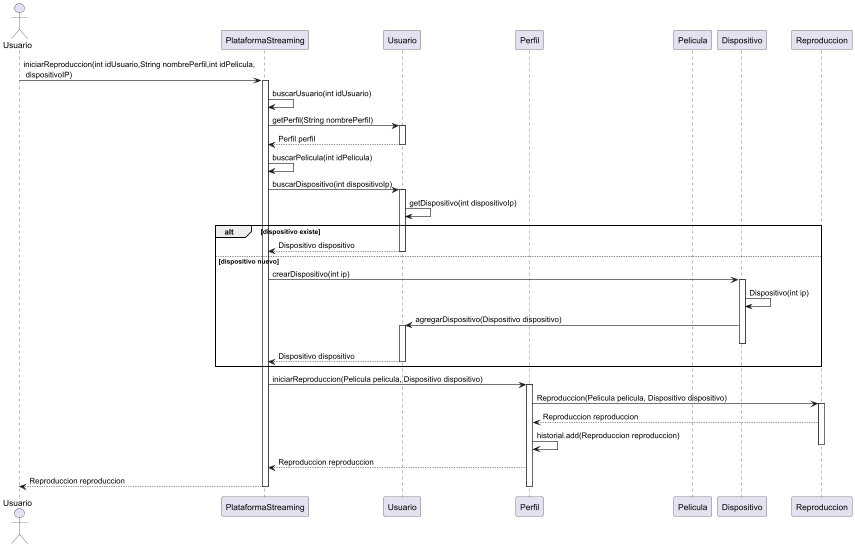 Usuario
PlataformaStreaming
Usuario
Perfil
Pelicula
Dispositivo
Reproduccion
iniciarReproduccion(int idUsuario,String nombrePerfil,int idPelicula,
dispositivoIP)
buscarUsuario(int idUsuario)
getPerfil(String nombrePerfil)
Perfil perfil
buscarPelicula(int idPelicula)
buscarDispositivo(int dispositivoIp)
getDispositivo(int dispositivoIp)
alt
[dispositivo existe]
Dispositivo dispositivo
[dispositivo nuevo]
crearDispositivo(int ip)
Dispositivo(int ip)
agregarDispositivo(Dispositivo dispositivo)
Dispositivo dispositivo
iniciarReproduccion(Pelicula pelicula, Dispositivo dispositivo)
Reproduccion(Pelicula pelicula, Dispositivo dispositivo)
Reproduccion reproduccion
historial.add(Reproduccion reproduccion)
Reproduccion reproduccion
Reproduccion reproduccion
Usuario
PlataformaStreaming
Usuario
Perfil
Pelicula
Dispositivo
Reproduccion